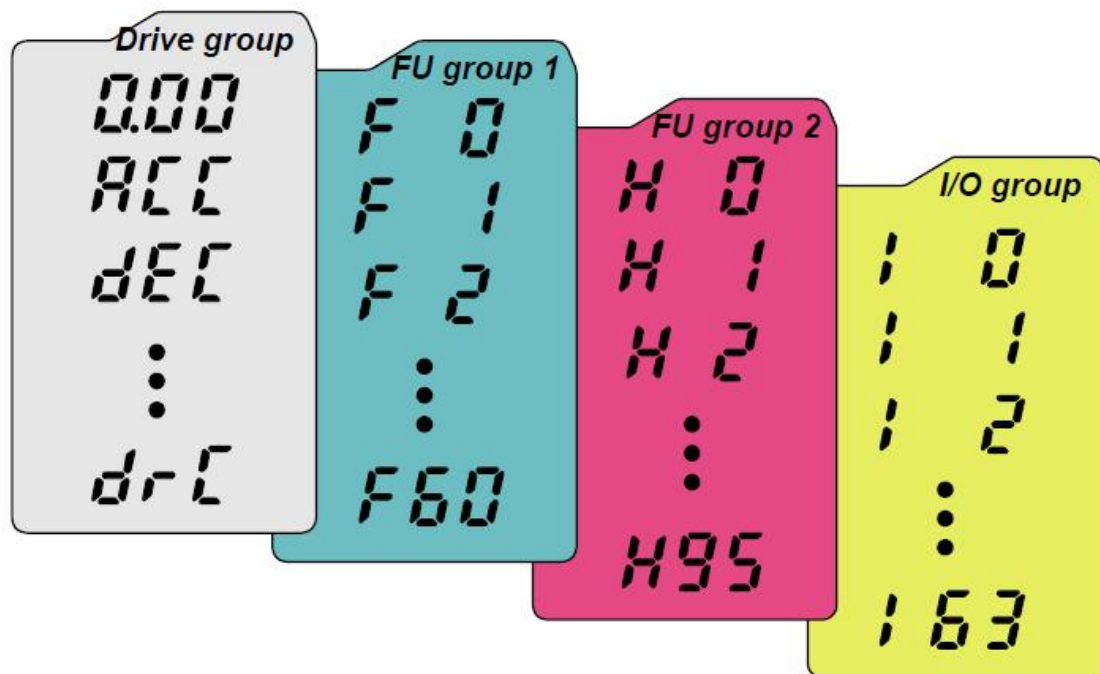 Drive group
0.00
ACC
dEC
drC
FU group 1
F 0
F 1
F 2
F60
FU group 2
H 0
H 1
H 2
H95
I/O group
I 0
I 1
I 2
I 63